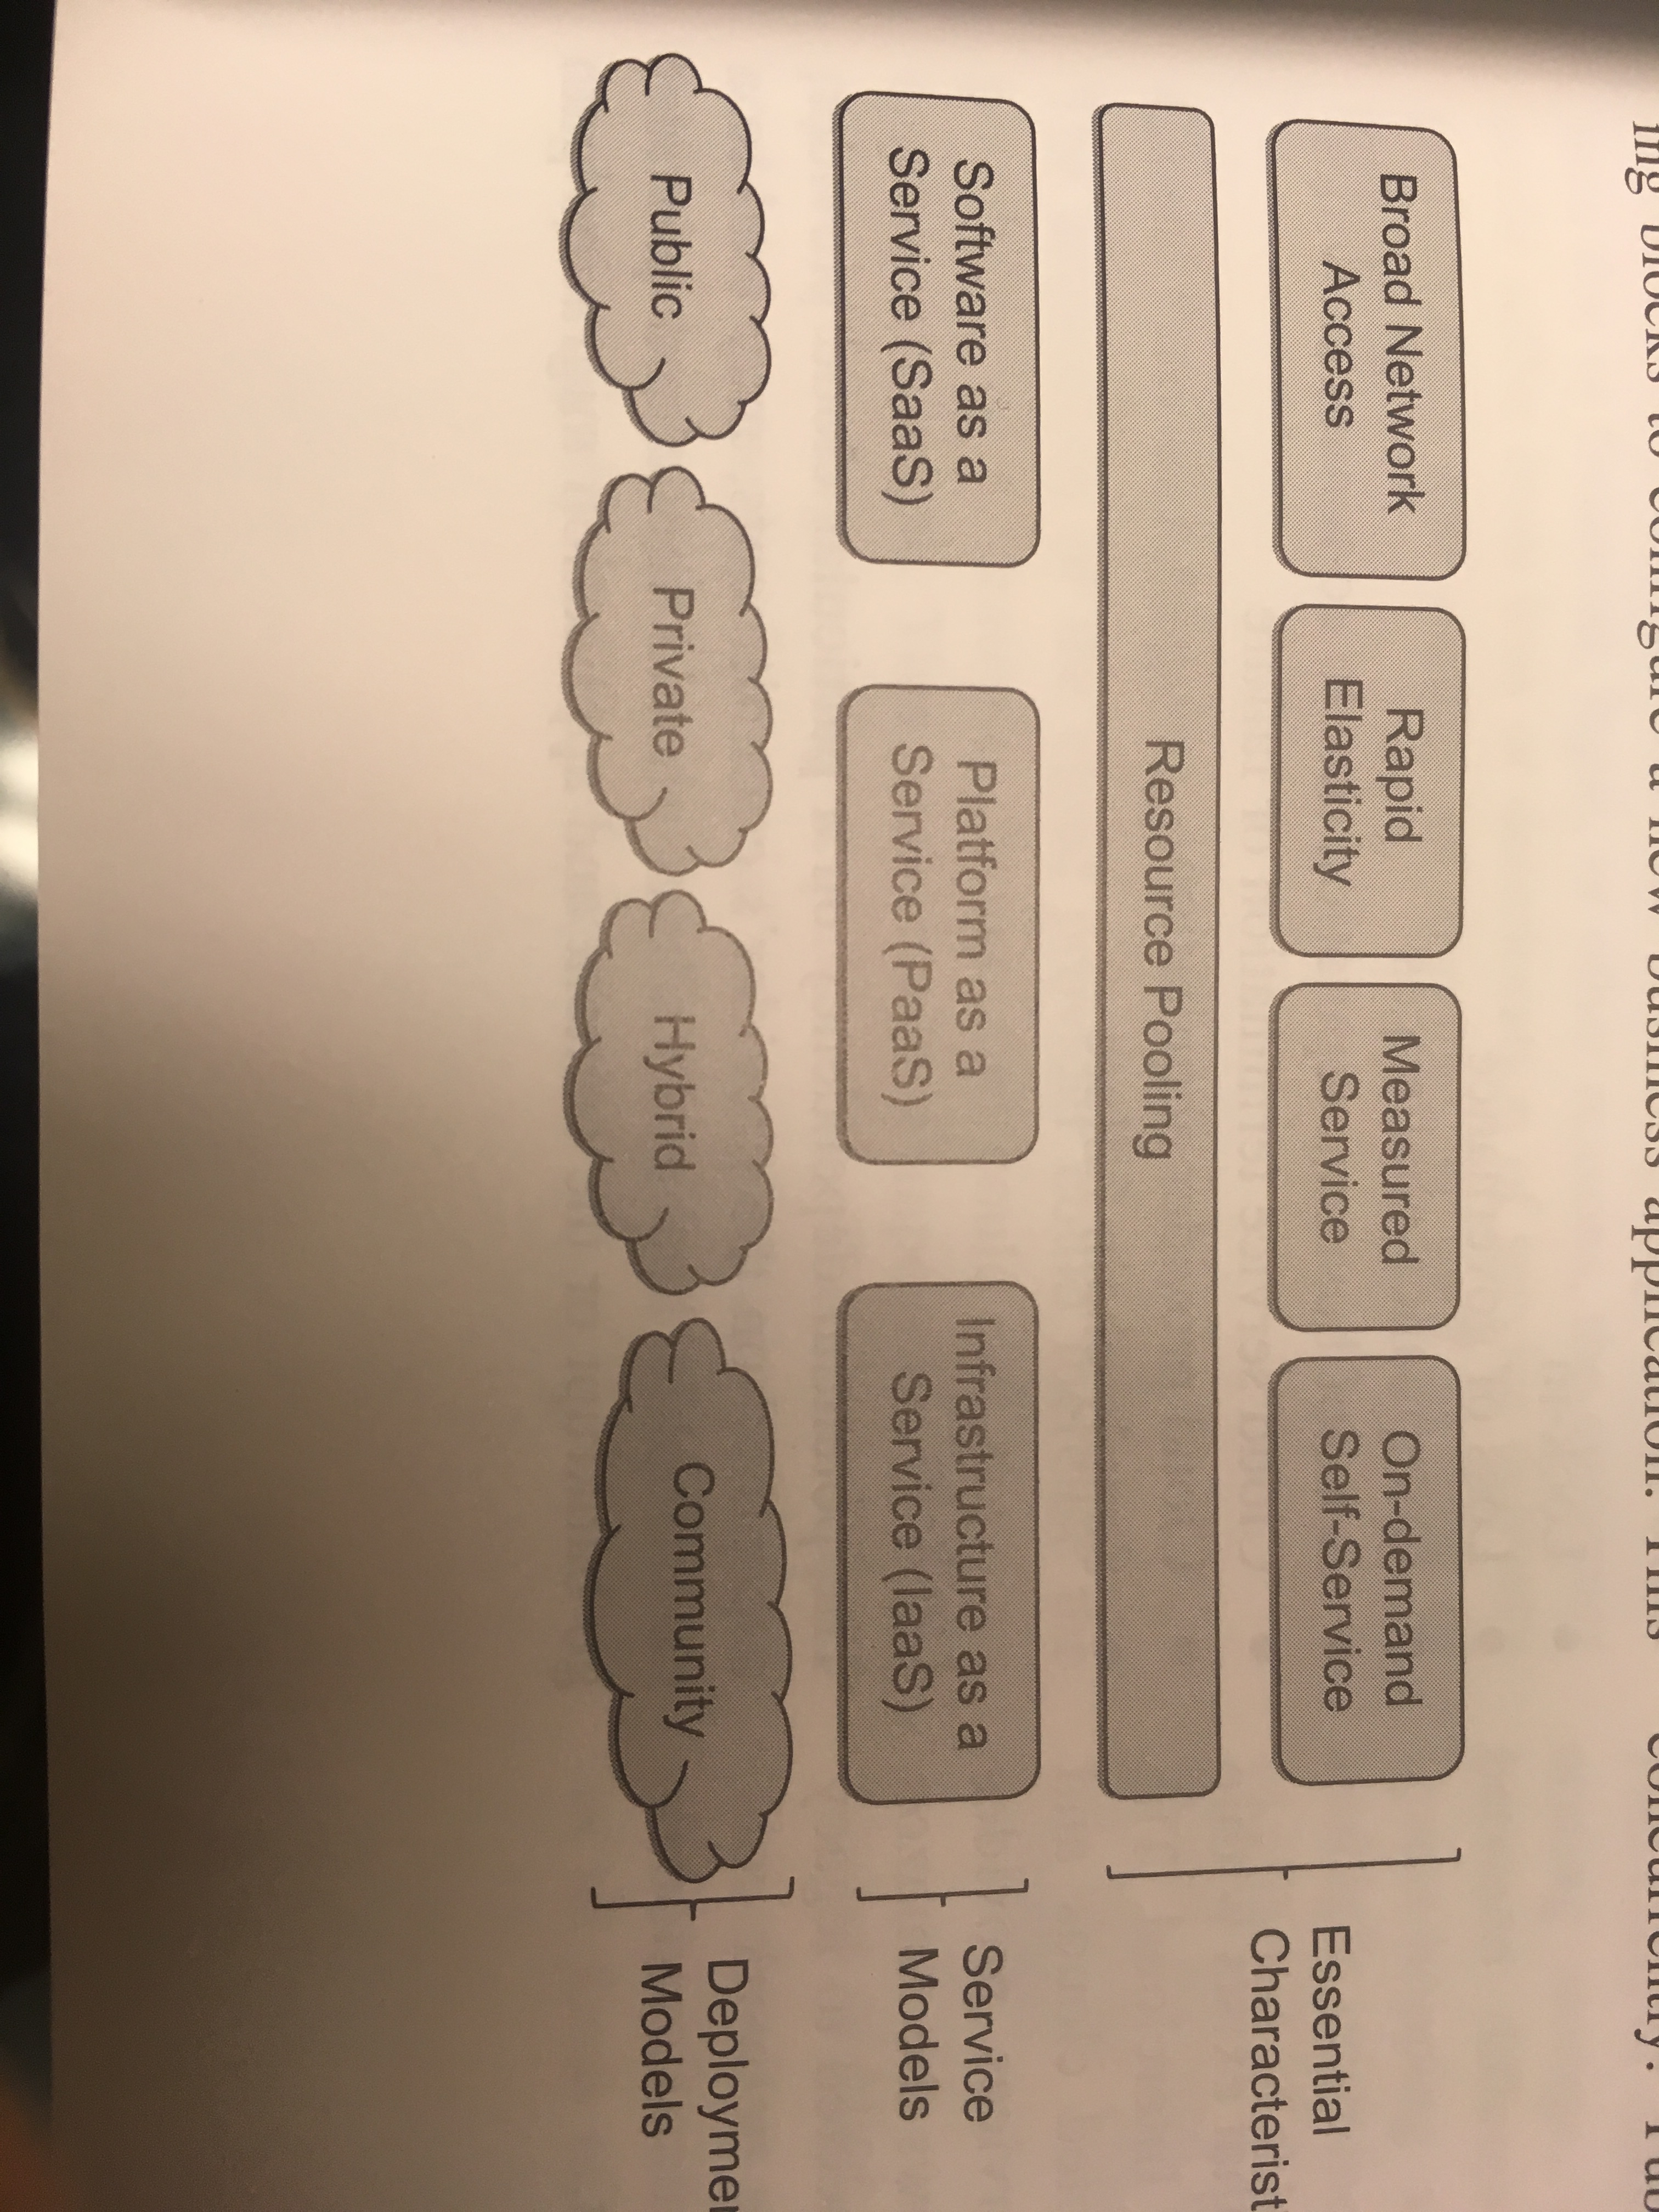 ing blocks to configure a new business application. This
Broad Network
Access
Rapid
Elasticity
Measured
Service
On-demand
Self-Service
Resource Pooling
Essential
Characterist
Software as a
Service (SaaS)
Platform as a
Service (PaaS)
Infrastructure as a
Service (IaaS)
Service
Models
Public
Private
Hybrid
Community
Deploymen
Models